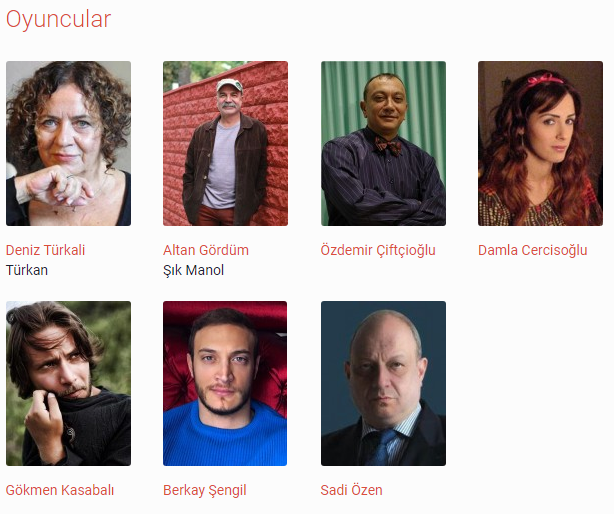 Oyuncular
Deniz Türkali
Türkan
Altan Gördüm
Şık Manol
Özdemir Çiftçioğlu
Damla Cercisoğlu
Gökmen Kasabalı
Berkay Şengil
Sadi Özen